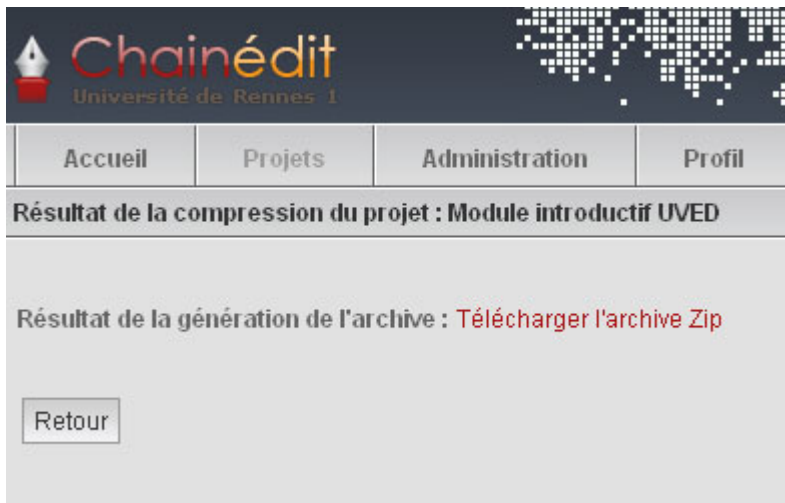 Chainédit
Université de Rennes 1
Accueil Projets Administration Profil
Résultat de la compression du projet : Module introductif UVED
Résultat de la génération de l'archive : Télécharger l'archive Zip
Retour